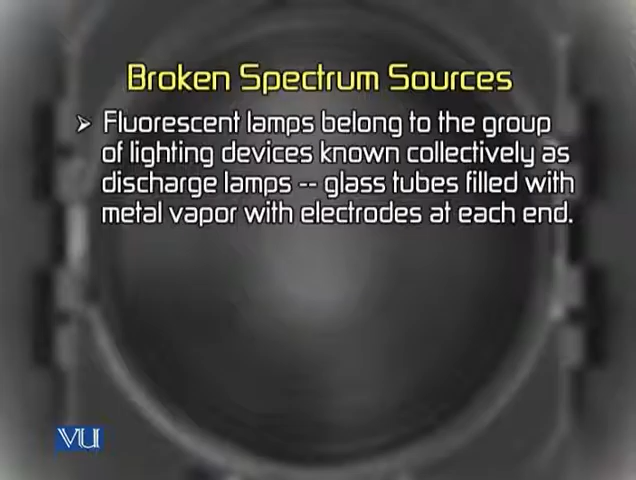 Broken Spectrum Sources
➢ Fluorescent lamps belong to the group
of lighting devices known collectively as
discharge lamps -- glass tubes filled with
metal vapor with electrodes at each end.
VU